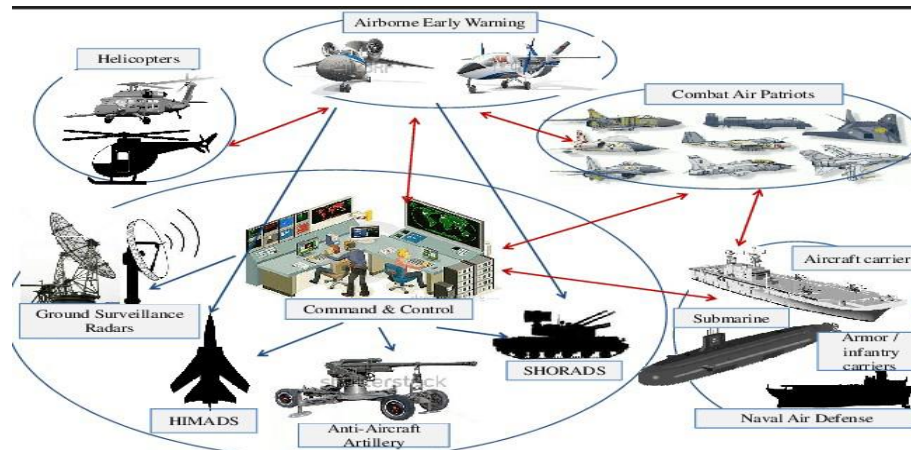 Airborne Early Warning
Helicopters
Combat Air Patriots
Aircraft carrier
Ground Surveillance
Radars
Command & Control
Submarine
Armor /
infantry
carriers
SHORADS
HIMADS
Anti-Aircraft
Artillery
Naval Air Defense
shutterstock